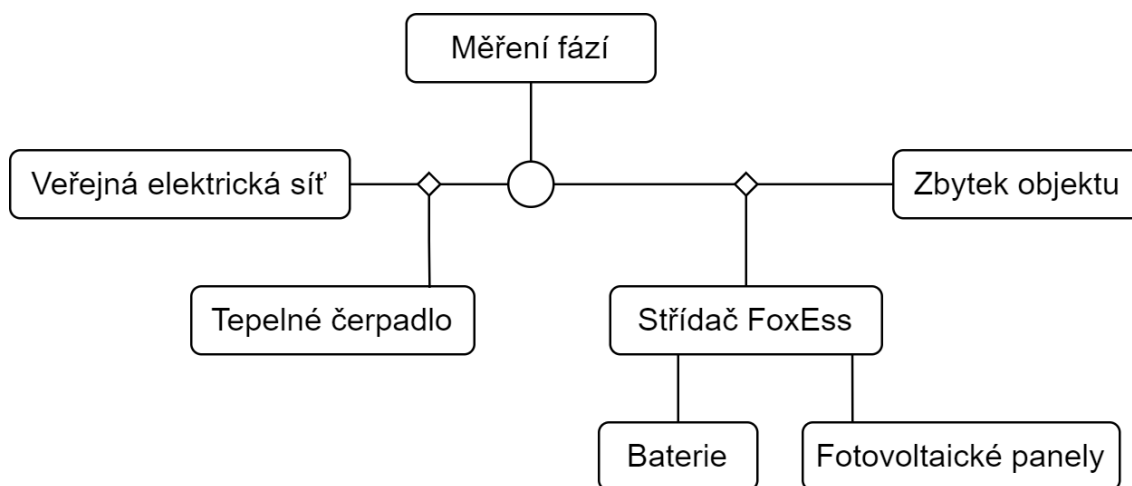 Měření fází
Veřejná elektrická síť
Zbytek objektu
Tepelné čerpadlo
Střídač FoxEss
Baterie
Fotovoltaické panely